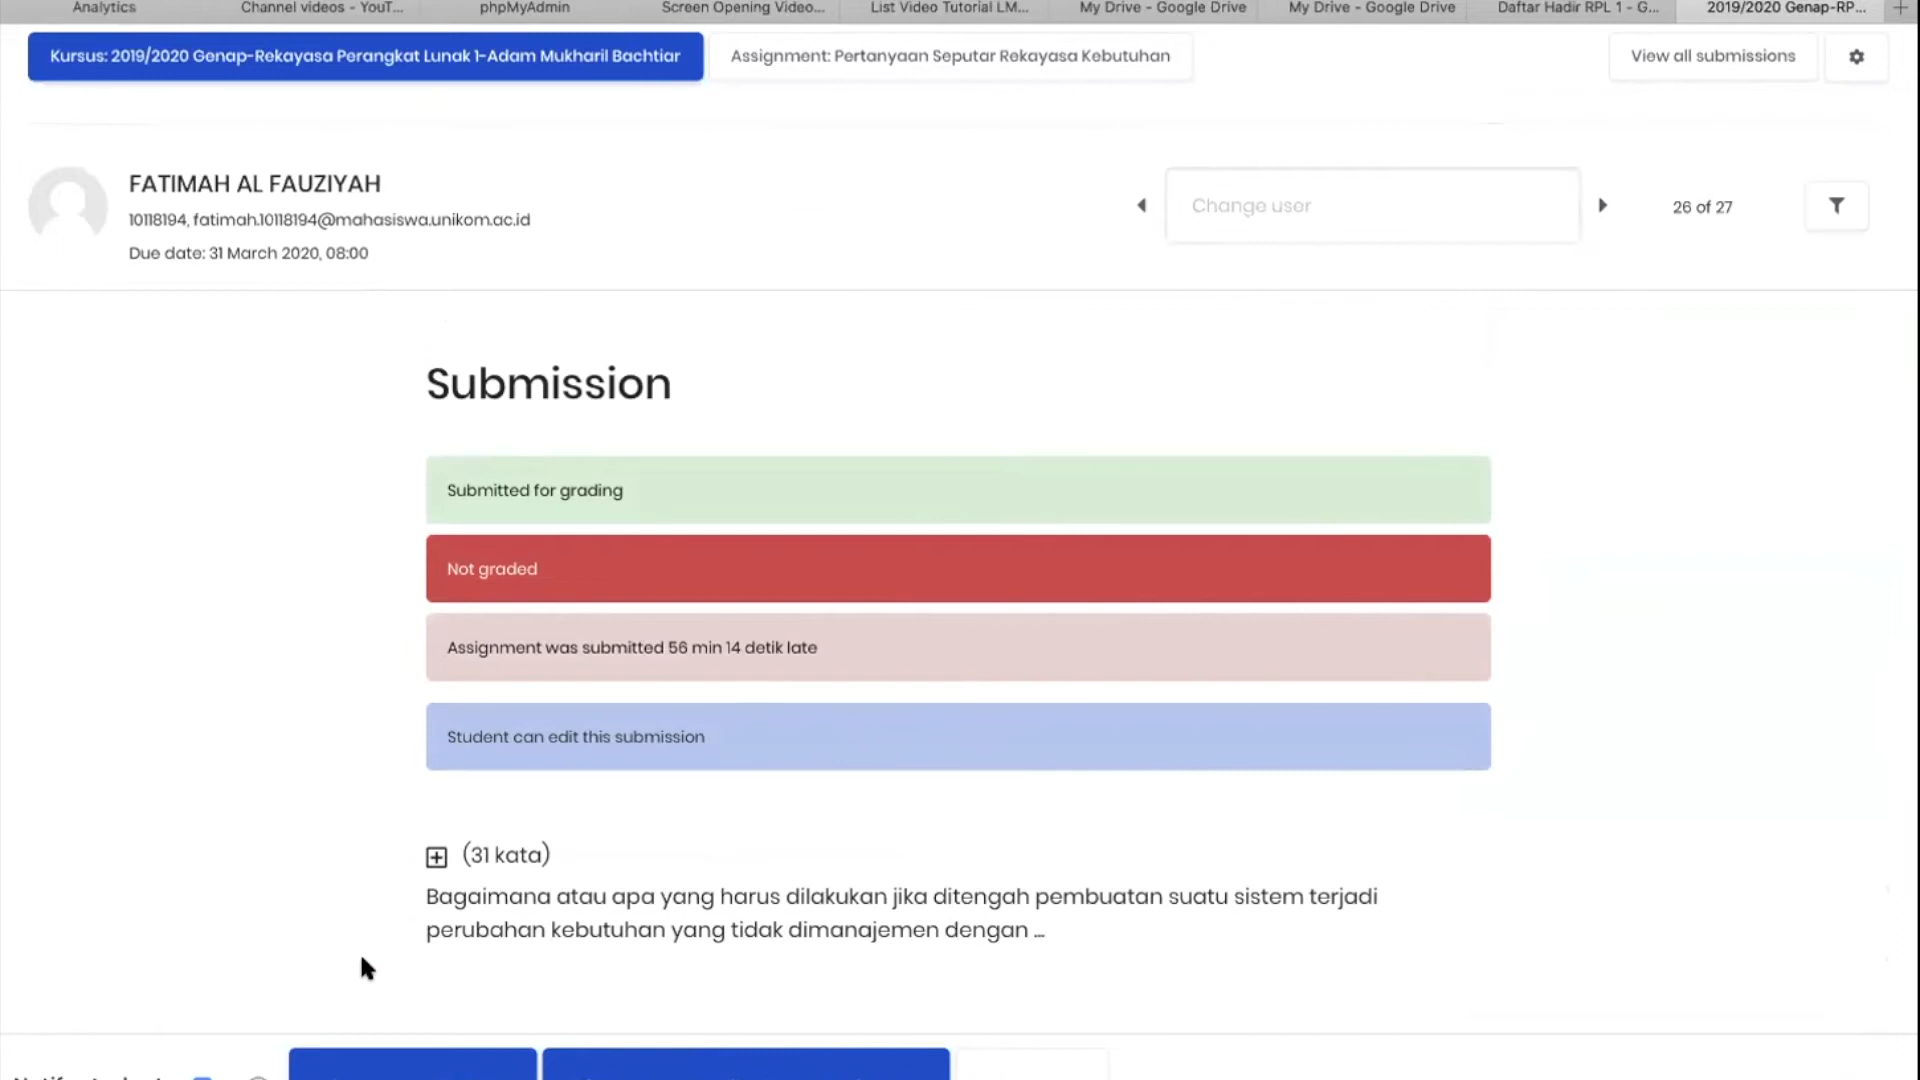 Analytics
Channel videos - YouT...
phpMyAdmin
Screen Opening Video...
List Video Tutorial LM...
My Drive - Google Drive
My Drive - Google Drive
Daftar Hadir RPL 1 - G...
2019/2020 Genap-RP...
Kursus: 2019/2020 Genap-Rekayasa Perangkat Lunak 1-Adam Mukharil Bachtiar
Assignment: Pertanyaan Seputar Rekayasa Kebutuhan
View all submissions
FATIMAH AL FAUZIYAH
10118194, fatimah.10118194@mahasiswa.unikom.ac.id
Due date: 31 March 2020, 08:00
Change user
26 of 27
Submission
Submitted for grading
Not graded
Assignment was submitted 56 min 14 detik late
Student can edit this submission
(31 kata)
Bagaimana atau apa yang harus dilakukan jika ditengah pembuatan suatu sistem terjadi
perubahan kebutuhan yang tidak dimanajemen dengan ...